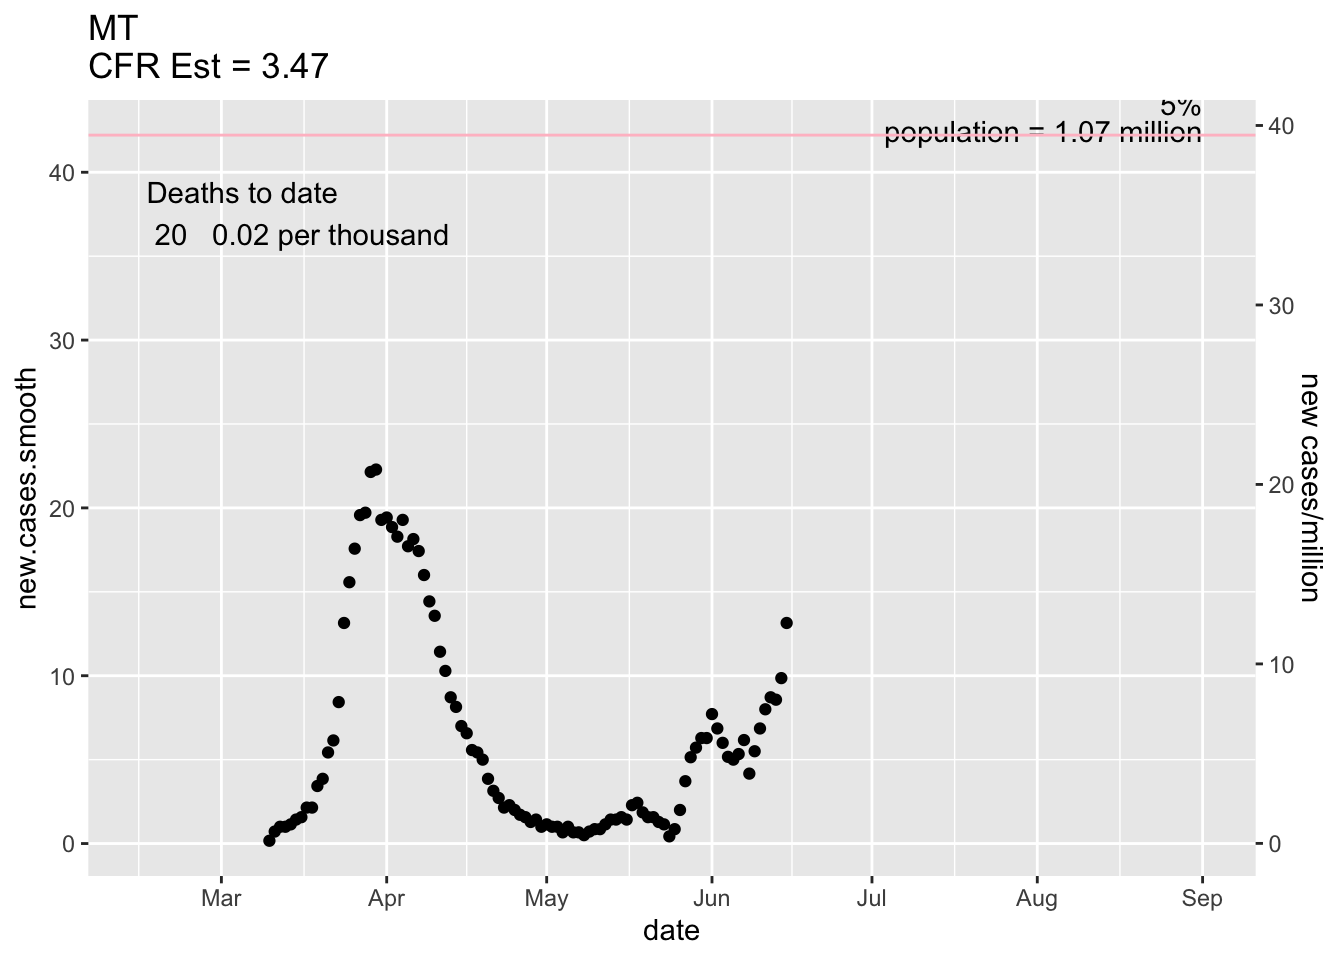 MT
CFR Est = 3.47
5%
population = 1.07 million
Deaths to date
20 0.02 per thousand
new.cases.smooth
40
30
20
10
0
40
30
20
10
0
new cases/million
Mar Apr May Jun Jul Aug Sep
date